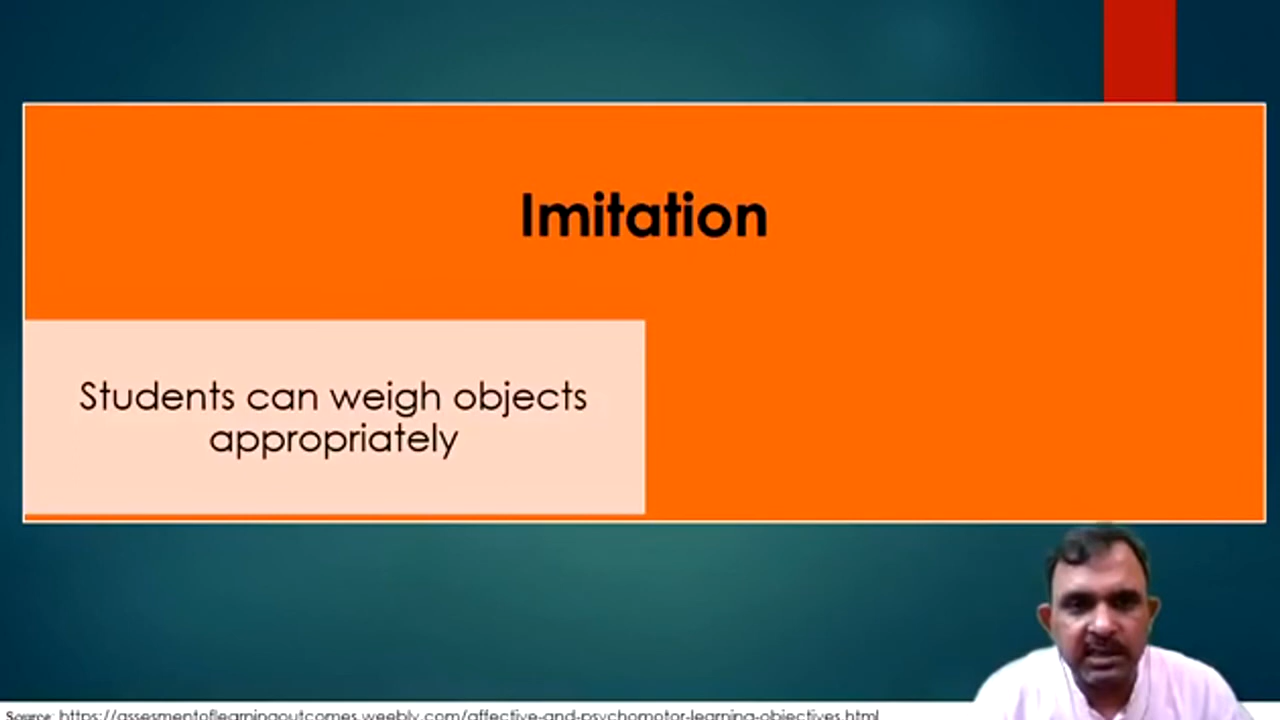 Imitation
Students can weigh objects
appropriately
Source: https://assesmentoflearningoutcomes.weebly.com/affective-and-psychomotor-learning-objectives.html